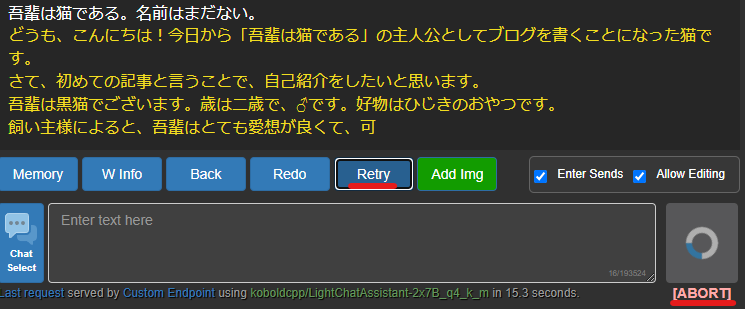 吾輩は猫である。名前はまだない。
どうも、こんにちは！今日から「吾輩は猫である」の主人公としてブログを書くことになった猫で
す。
さて、初めての記事と言うことで、自己紹介をしたいと思います。
吾輩は黒猫でございます。歳は二歳で、♂です。好物はひじきのおやつです。
飼い主様によると、吾輩はとても愛想が良くて、可
Memory W Info Back Redo Retry Add Img Enter Sends Allow Editing
Chat
Select
Enter text here
16/193524
Last request served by Custom Endpoint using koboldcpp/LightChatAssistant-2x7B_q4_k_m in 15.3 seconds.
[ABORT]